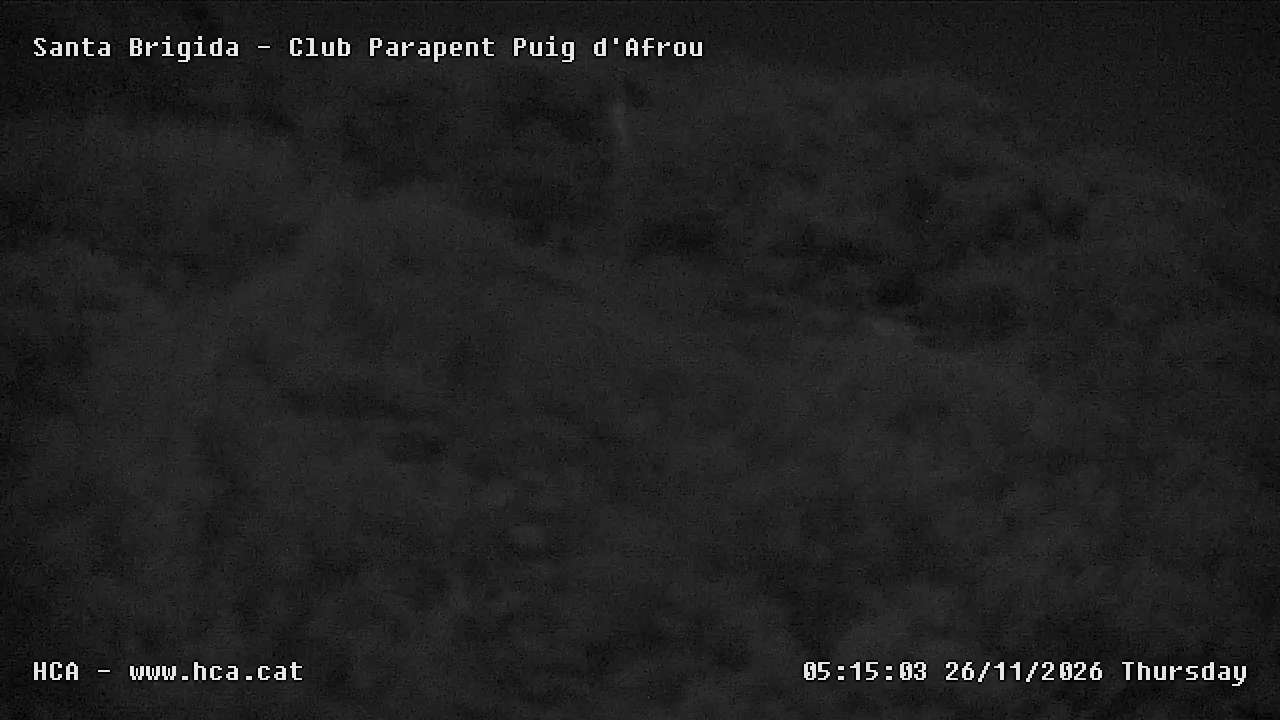 Santa Brigida - Club Parapent Puig d'Afrou
HCA - www.hca.cat
05:15:03 26/11/2026 Thursday